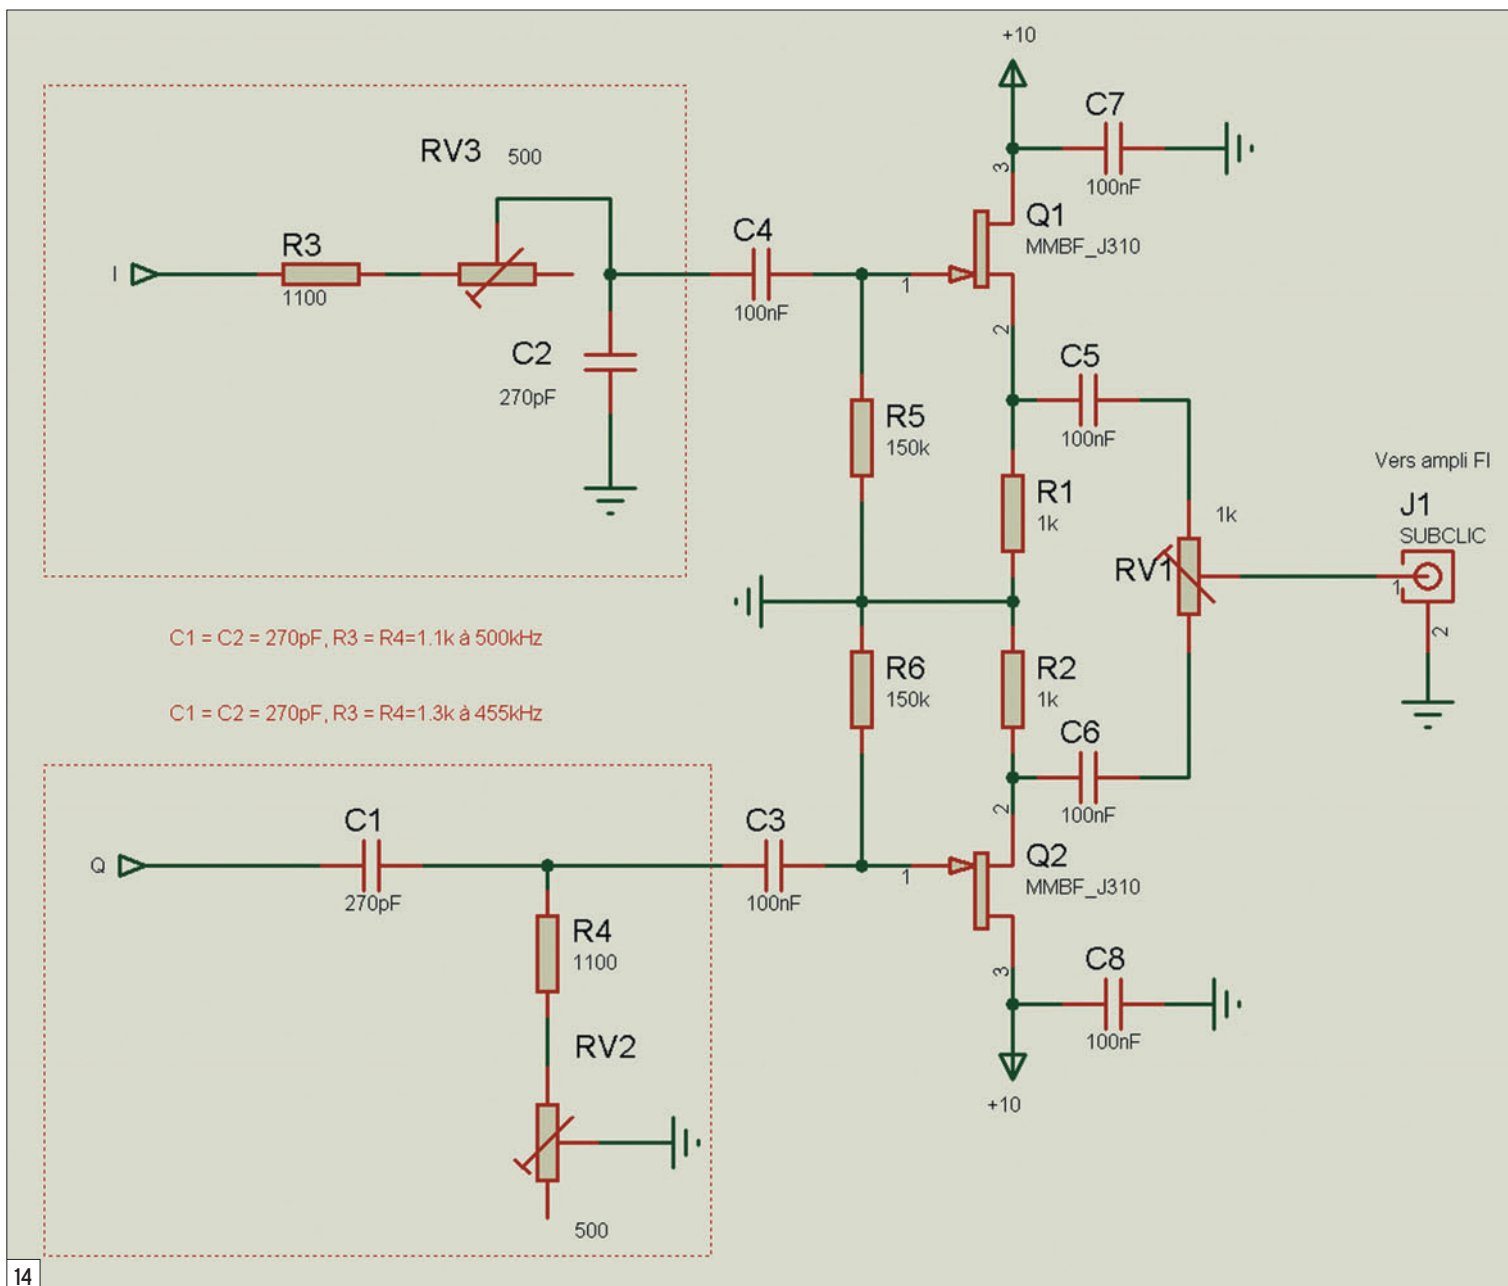 +10
C7
100nF
3
RV3 500
Q1
MMBF_J310
C4
100nF
R3
1100
I
1
2
C2
270pF
C5
100nF
R5
150k
Vers ampli FI
R1
1k
1k
J1
SUBCLIC
RV1
1
2
C1 = C2 = 270pF, R3 = R4=1.1k à 500kHz
R6
150k
R2
1k
C1 = C2 = 270pF, R3 = R4=1.3k à 455kHz
C6
100nF
2
C1
270pF
C3
100nF
Q
1
Q2
MMBF_J310
R4
1100
C8
100nF
3
RV2
500
+10
14